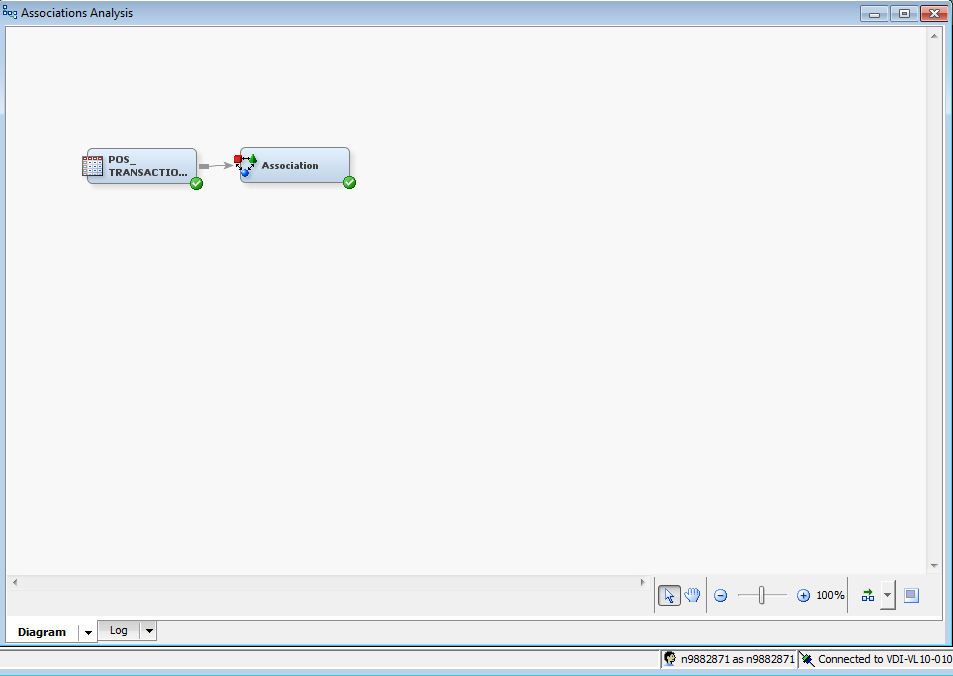 Associations Analysis
POS_
TRANSACTIO...
Association
100%
Diagram
Log
n9882871 as n9882871
Connected to VDI-VL10-010